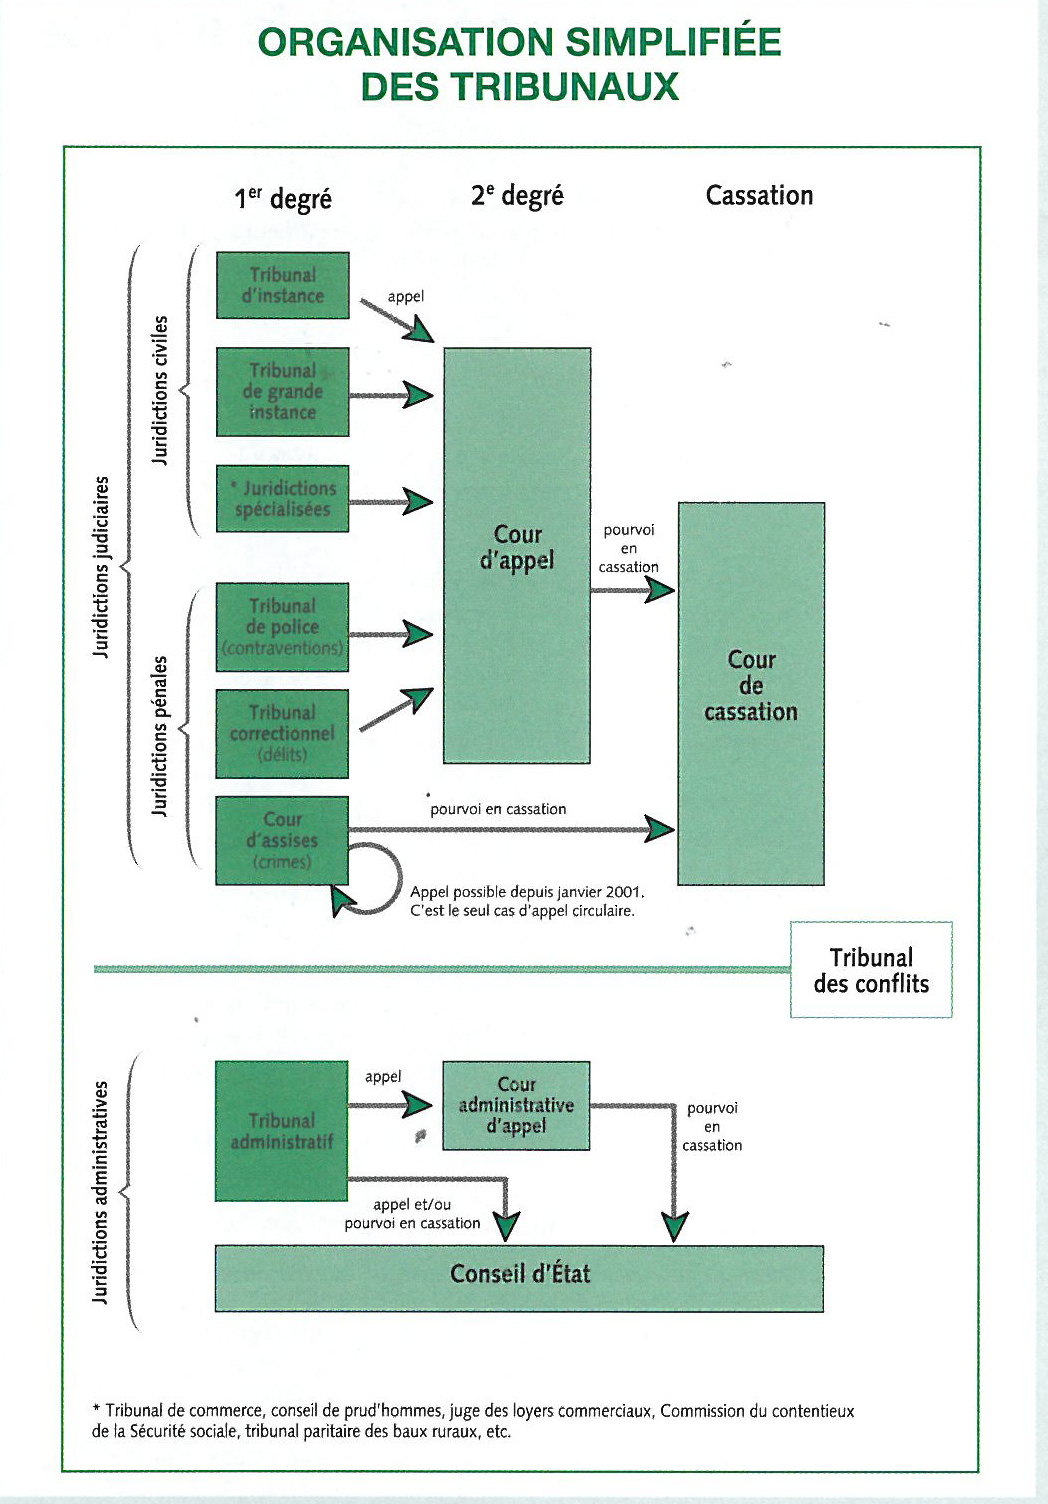 ORGANISATION SIMPLIFIÉE
DES TRIBUNAUX
1er degré
2e degré
Cassation
Juridictions judiciaires
Juridictions civiles
Tribunal
d'instance
appel
Tribunal
de grande
instance
* Juridictions
spécialisées
Cour
d'appel
pourvoi
en
cassation
Cour
de
cassation
Juridictions pénales
Tribunal
de police
(contraventions)
Tribunal
correctionnel
(délits)
Cour
d'assises
(crimes)
pourvoi en cassation
Appel possible depuis janvier 2001.
C'est le seul cas d'appel circulaire.
Tribunal
des conflits
Juridictions administratives
Tribunal
administratif
appel
Cour
administrative
d'appel
pourvoi
en
cassation
appel et/ou
pourvoi en cassation
Conseil d'État
* Tribunal de commerce, conseil de prud'hommes, juge des loyers commerciaux, Commission du contentieux
de la Sécurité sociale, tribunal paritaire des baux ruraux, etc.